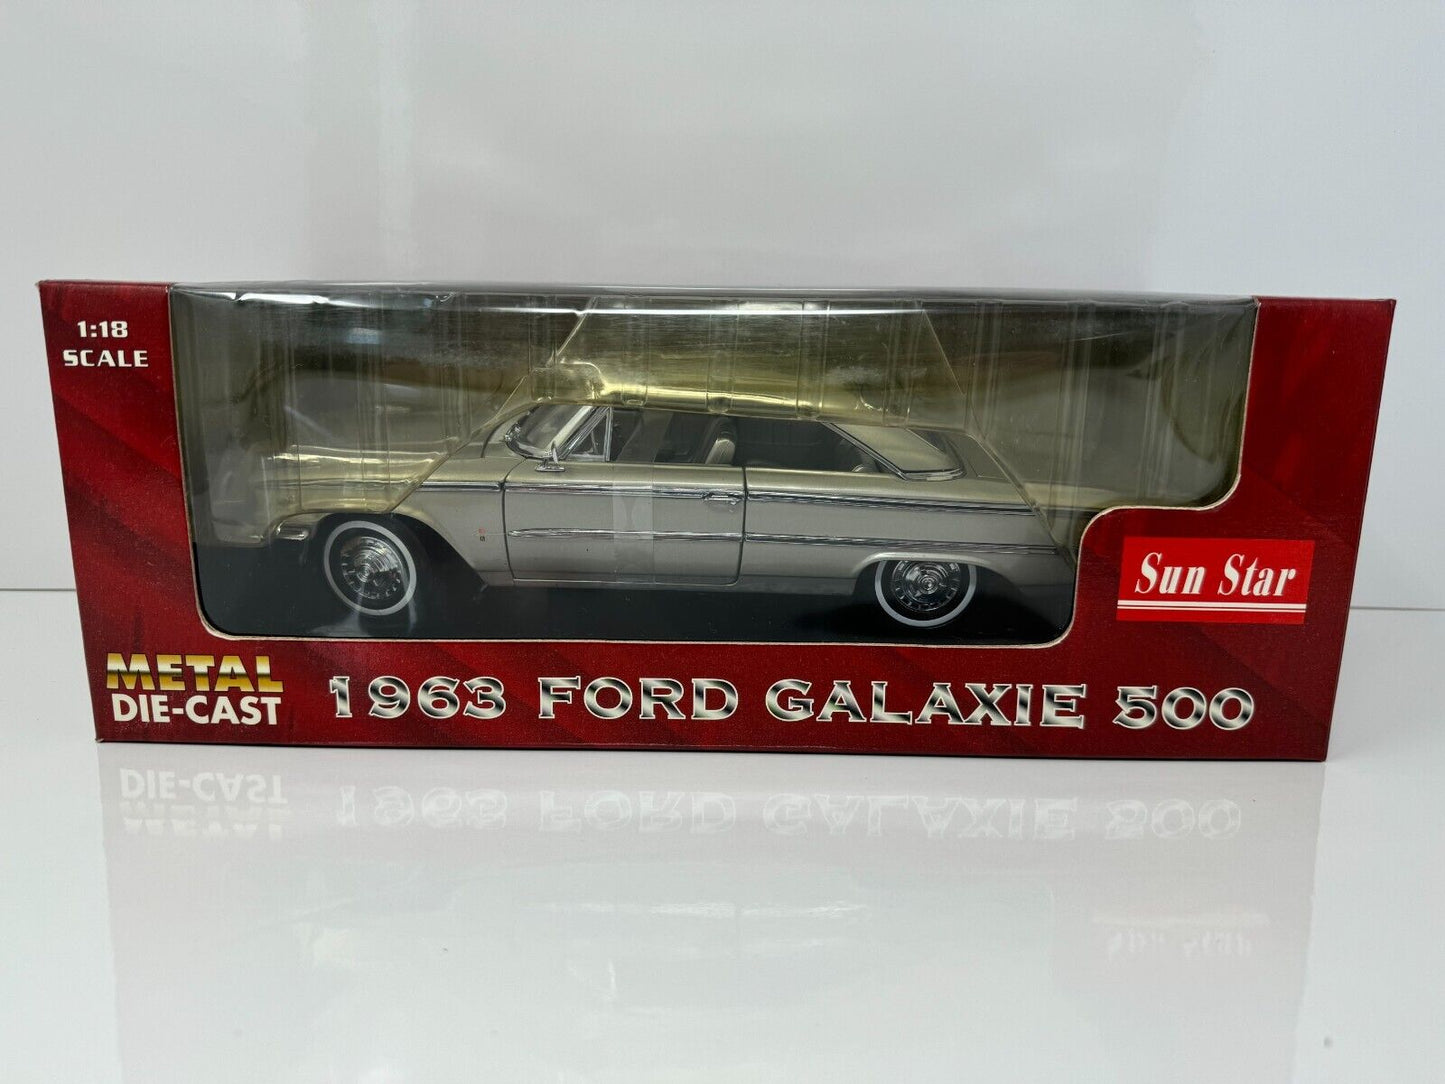 1:18
SCALE
Sun Star
METAL
DIE-CAST
1963 FORD GALAXIE 500